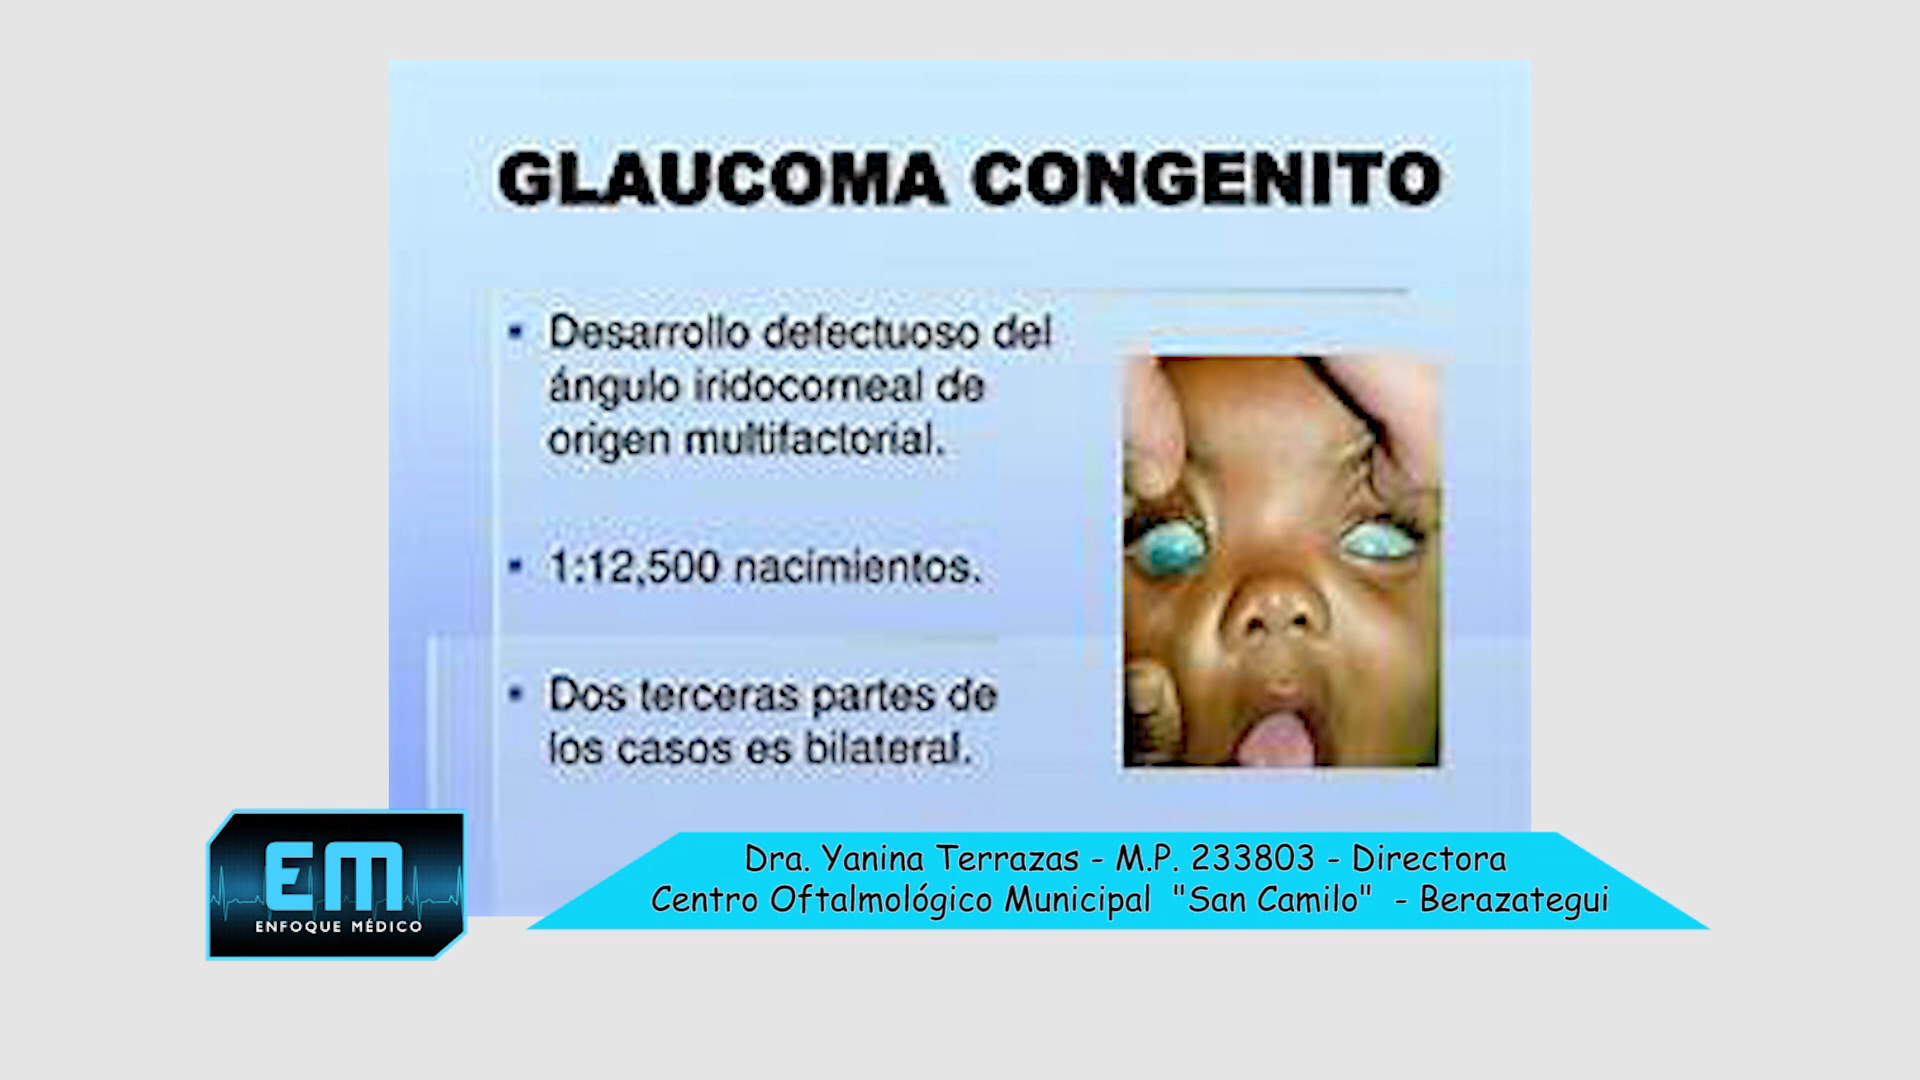 GLAUCOMA CONGENITO
▪ Desarrollo defectuoso del
ángulo iridocorneal de
origen multifactorial.
▪ 1:12,500 nacimientos.
▪ Dos terceras partes de
los casos es bilateral.
EM
ENFOQUE MÉDICO
Dra. Yanina Terrazas - M.P. 233803 - Directora
Centro Oftalmológico Municipal "San Camilo" - Berazategui